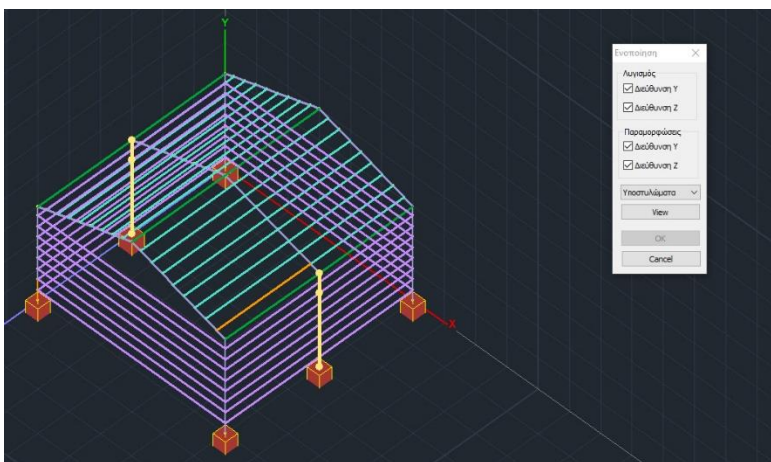 Y
X
Ενοποίηση
Λυγισμός
Διεύθυνση Y
Διεύθυνση Z
Παραμορφώσεις
Διεύθυνση Y
Διεύθυνση Z
Υποστυλώματα
View
OK
Cancel